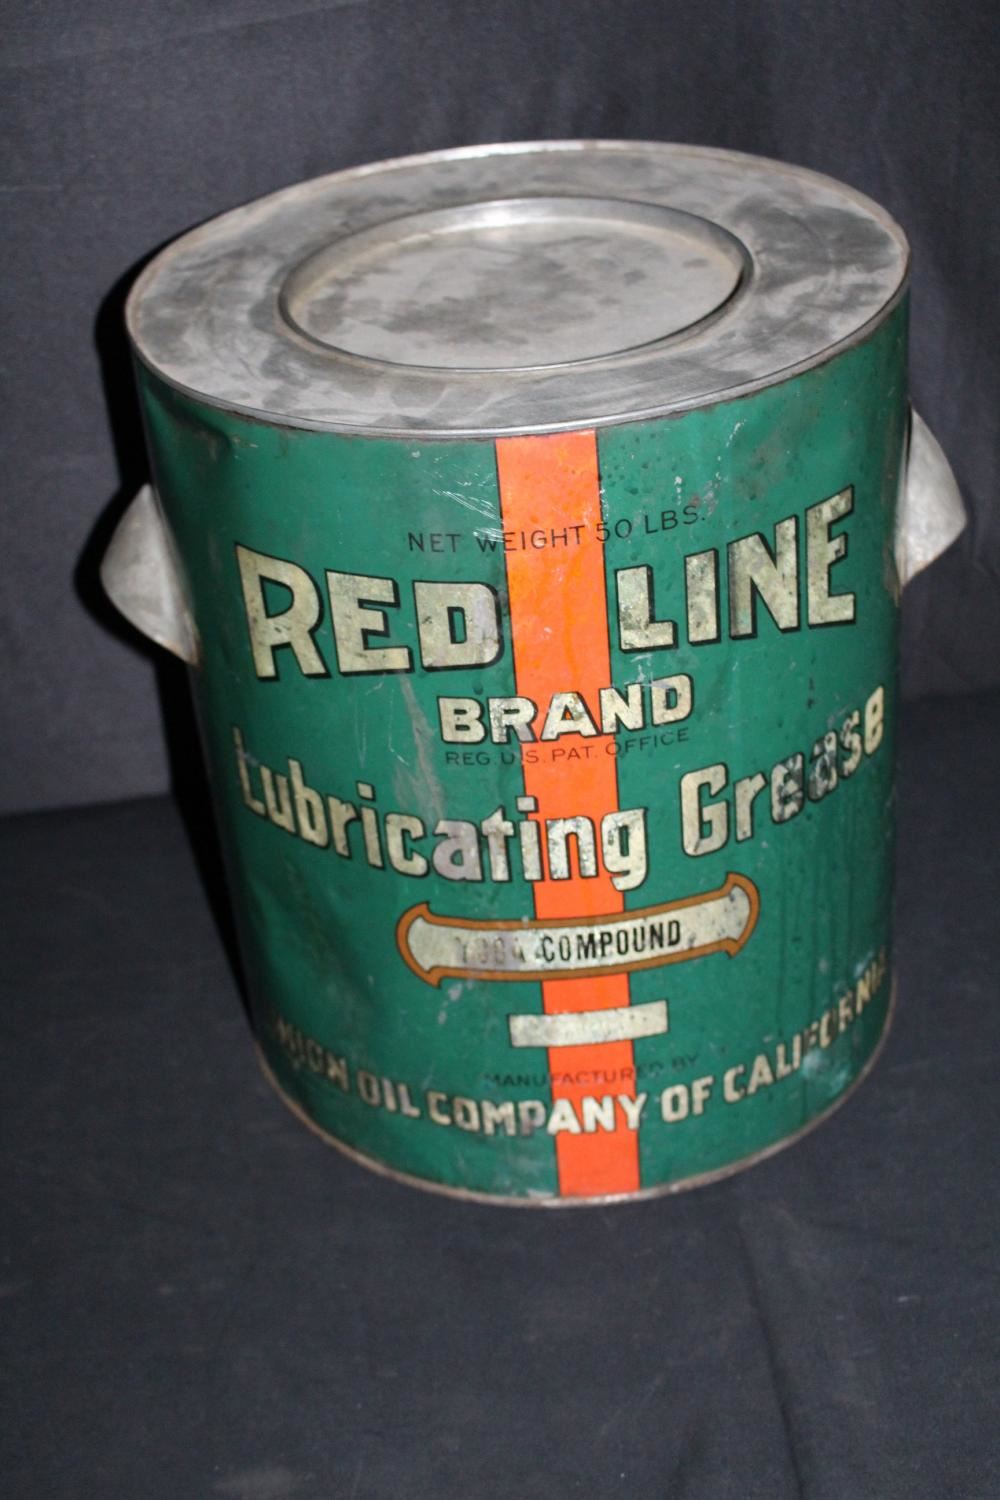 NET WEIGHT 50 LBS.
RED LINE
BRAND
REG. U.S. PAT. OFFICE
Lubricating Grease
COMPOUND
MANUFACTURED BY
UNION OIL COMPANY OF CALIFORNIA